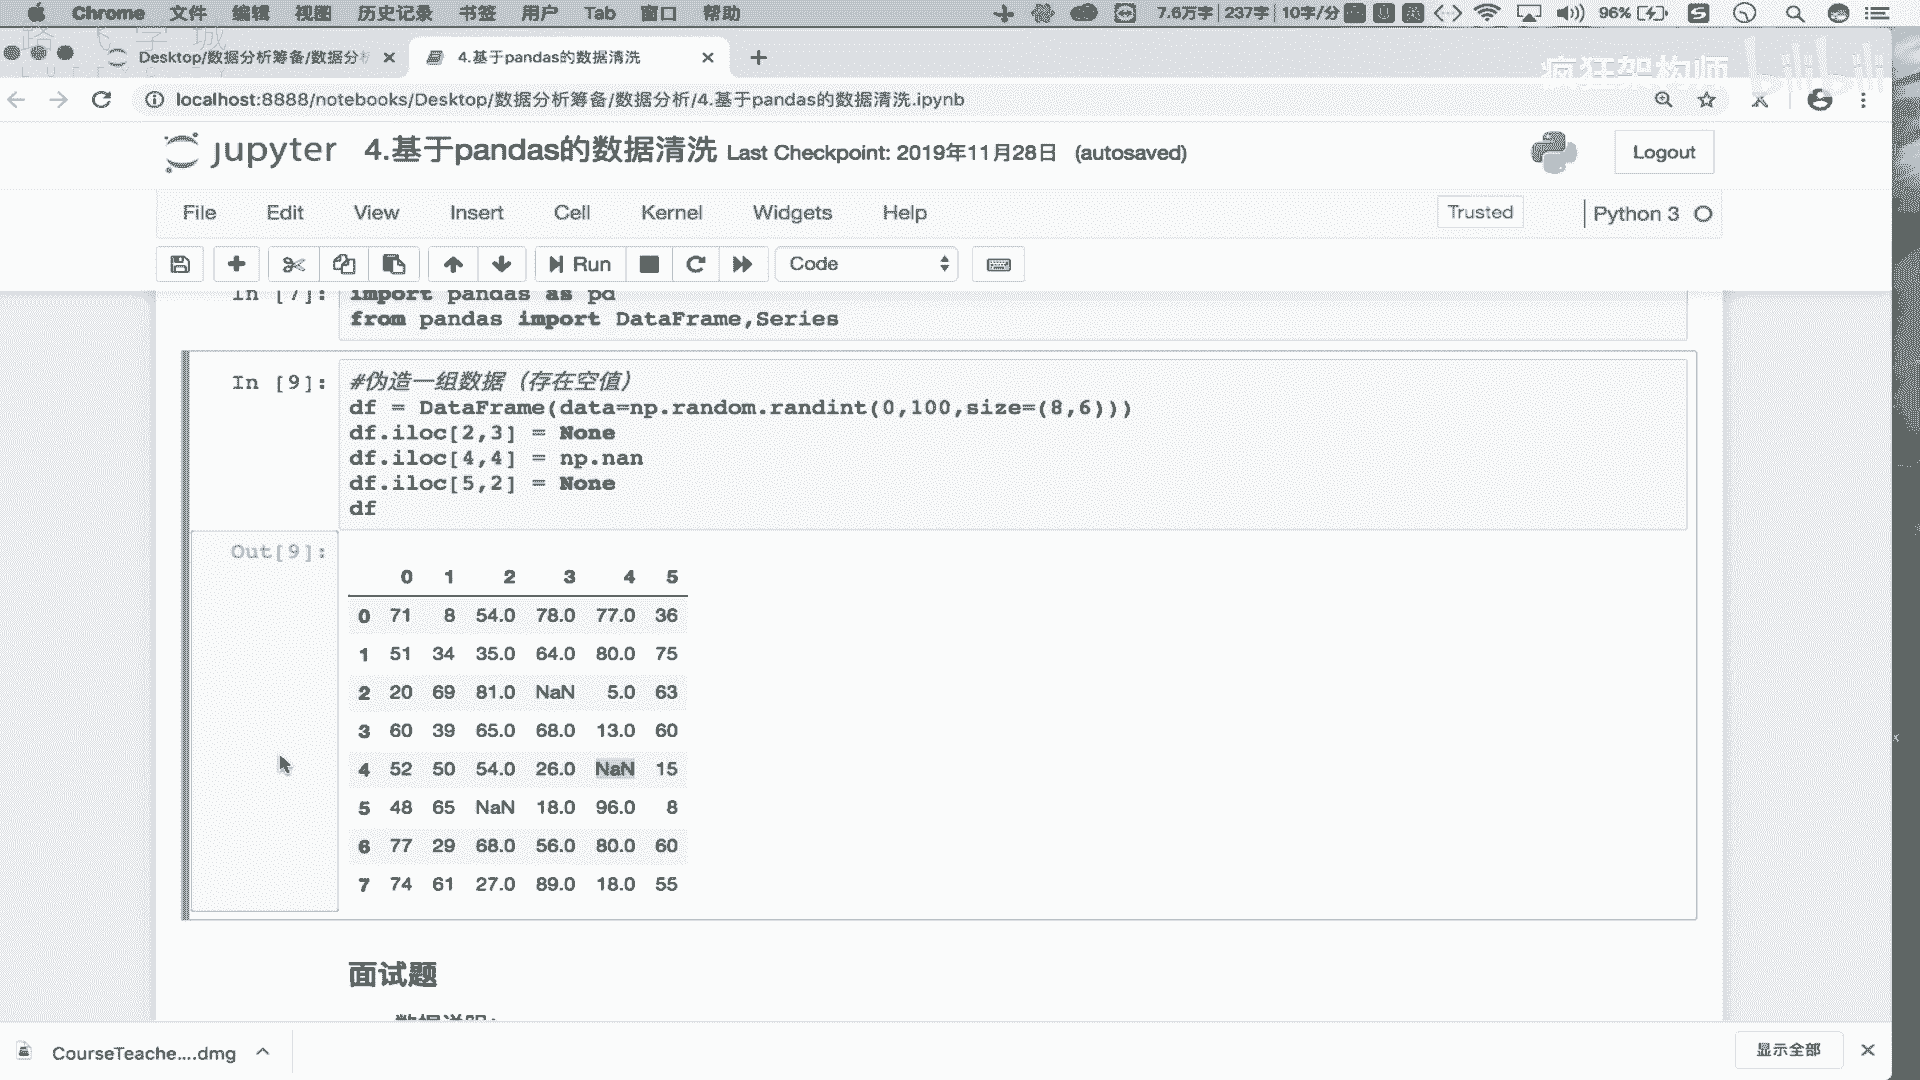 Chrome 文件 编辑 视图 历史记录 书签 用户 Tab 窗口 帮助 7.6万字 237字 10字/分 96%
Desktop/数据分析筹备/数据分析
4.基于pandas的数据清洗
疯狂架构师 bilibili
localhost:8888/notebooks/Desktop/数据分析筹备/数据分析/4.基于pandas的数据清洗.ipynb
jupyter 4.基于pandas的数据清洗 Last Checkpoint: 2019年11月28日 (autosaved)
Logout
File Edit View Insert Cell Kernel Widgets Help
Trusted Python 3
Run Code
In [7]: import pandas as pd
from pandas import DataFrame,Series
In [9]: #伪造一组数据（存在空值）
df = DataFrame(data=np.random.randint(0,100,size=(8,6)))
df.iloc[2,3] = None
df.iloc[4,4] = np.nan
df.iloc[5,2] = None
df
Out[9]:
0 1 2 3 4 5
0 71 8 54.0 78.0 77.0 36
1 51 34 35.0 64.0 80.0 75
2 20 69 81.0 NaN 5.0 63
3 60 39 65.0 68.0 13.0 60
4 52 50 54.0 26.0 NaN 15
5 48 65 NaN 18.0 96.0 8
6 77 29 68.0 56.0 80.0 60
7 74 61 27.0 89.0 18.0 55
面试题
数据说明:
CourseTeache....dmg
显示全部